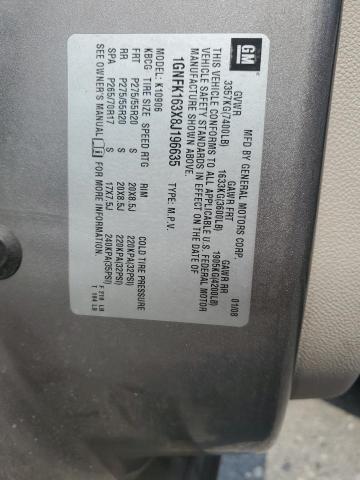 GM
MFD BY GENERAL MOTORS CORP.
01/08
GVWR GAWR FRT GAWR RR
3357KG(7400LB) 1633KG(3600LB) 1905KG(4200LB)
THIS VEHICLE CONFORMS TO ALL APPLICABLE U.S. FEDERAL MOTOR
VEHICLE SAFETY STANDARDS IN EFFECT ON THE DATE OF
MANUFACTURE SHOWN ABOVE.
1GNFK163X8J196635 TYPE: M.P.V.
MODEL: K10906
KBCG TIRE SIZE SPEED RTG RIM COLD TIRE PRESSURE
FRT P275/55R20 S 20X8.5J 220KPA(32PSI)
RR P275/55R20 S 20X8.5J 220KPA(32PSI)
SPA P265/70R17 S 17X7.5J 240KPA(35PSI)
SEE OWNER'S MANUAL